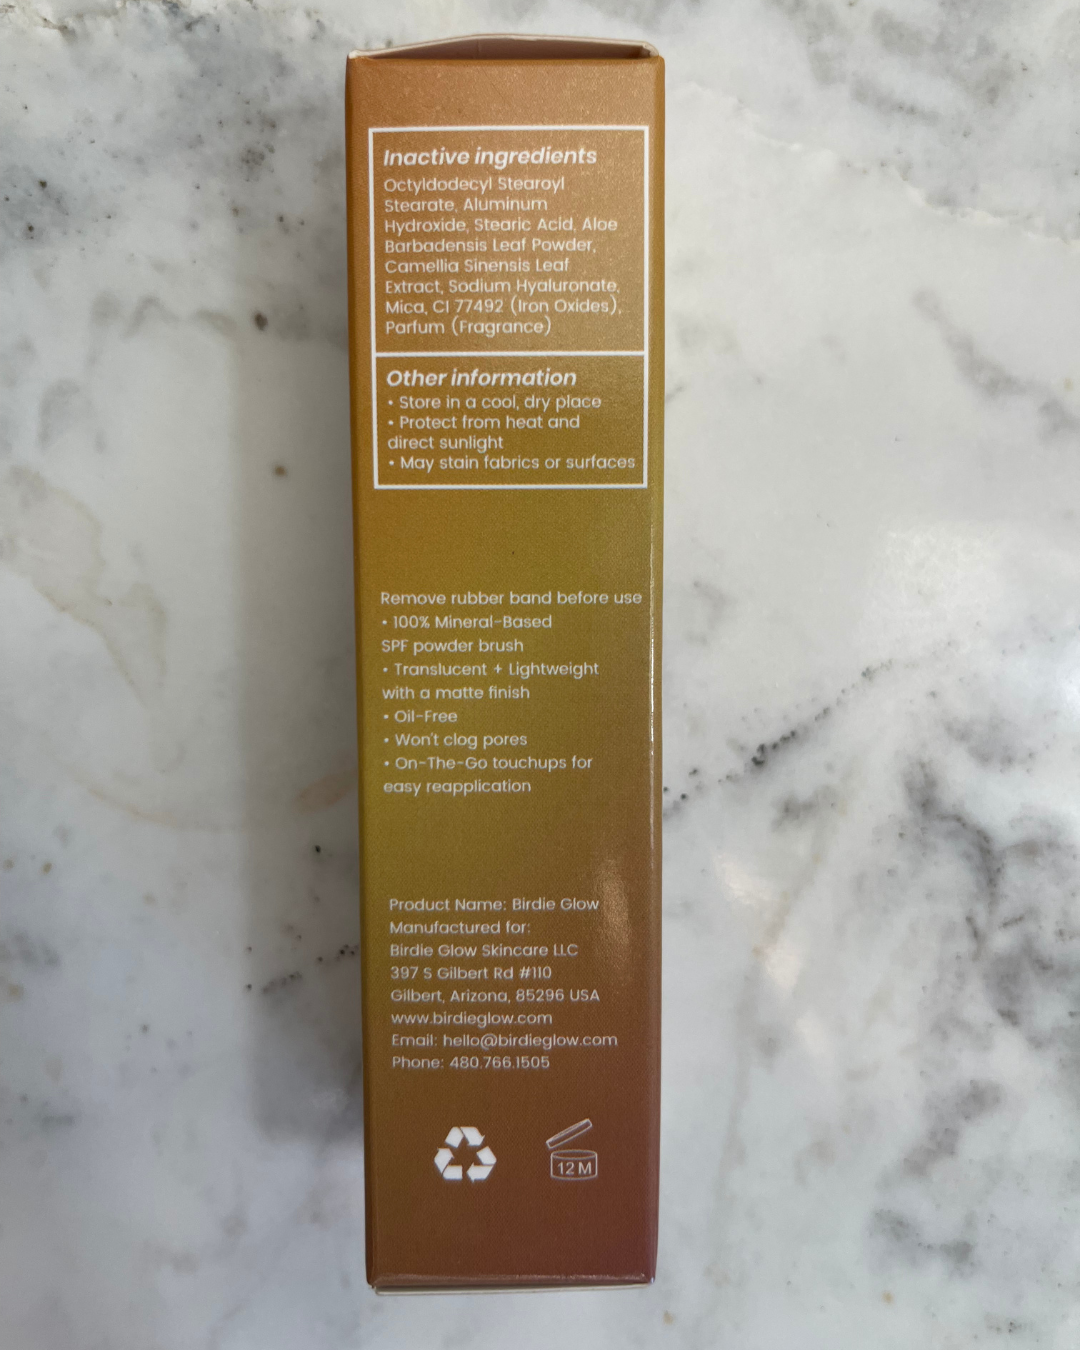 Inactive ingredients
Octyldodecyl Stearoyl
Stearate, Aluminum
Hydroxide, Stearic Acid, Aloe
Barbadensis Leaf Powder,
Camellia Sinensis Leaf
Extract, Sodium Hyaluronate,
Mica, CI 77492 (Iron Oxides),
Parfum (Fragrance)
Other information
• Store in a cool, dry place
• Protect from heat and
direct sunlight
• May stain fabrics or surfaces
Remove rubber band before use
• 100% Mineral-Based
SPF powder brush
• Translucent + Lightweight
with a matte finish
• Oil-Free
• Won't clog pores
• On-The-Go touchups for
easy reapplication
Product Name: Birdie Glow
Manufactured for:
Birdie Glow Skincare LLC
397 S Gilbert Rd #110
Gilbert, Arizona, 85296 USA
www.birdieglow.com
Email: hello@birdieglow.com
Phone: 480.766.1505
12 M